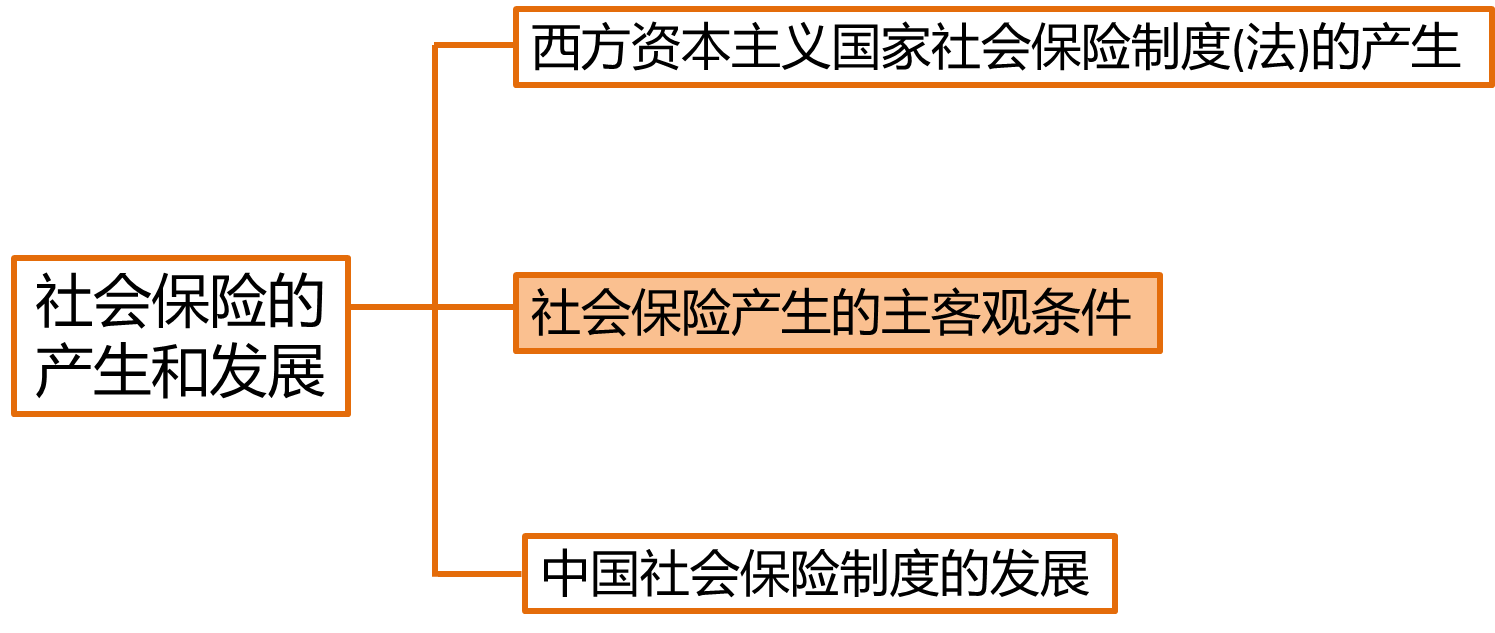 西方资本主义国家社会保险制度(法)的产生
社会保险的
产生和发展
社会保险产生的主客观条件
中国社会保险制度的发展